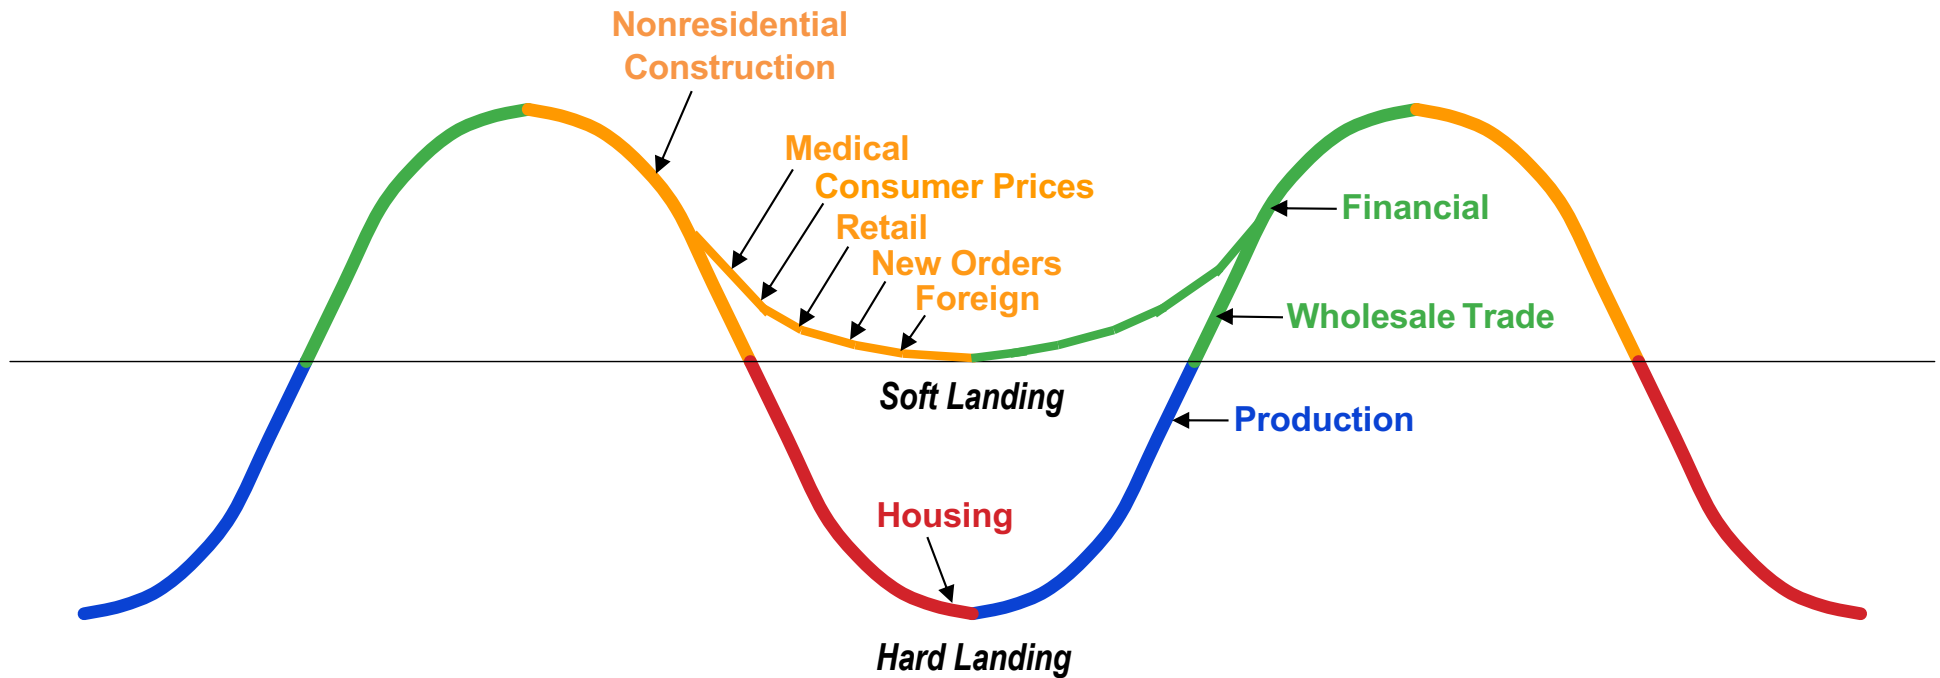 Nonresidential
Construction
Medical
Consumer Prices
Retail
New Orders
Foreign
Financial
Wholesale Trade
Soft Landing
Production
Housing
Hard Landing